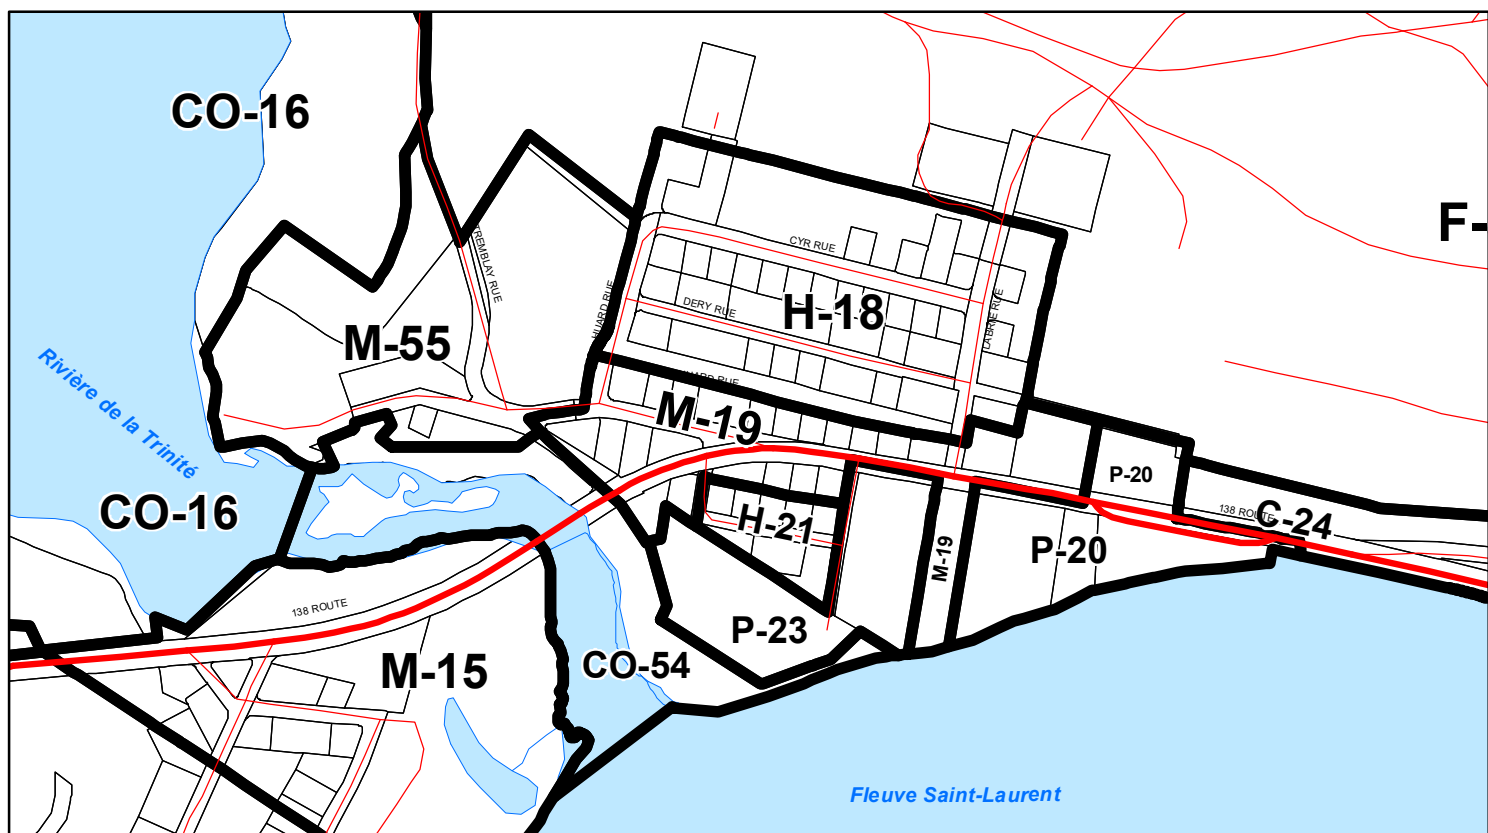 CO-16
F-
CYR RUE
TREMBLAY RUE
HUARD RUE
DERY RUE
H-18
LABRIE RUE
M-55
Rivière de la Trinité
M-19
P-20
CO-16
H-21
138 ROUTE
C-24
M-19
P-20
138 ROUTE
P-23
M-15
CO-54
Fleuve Saint-Laurent